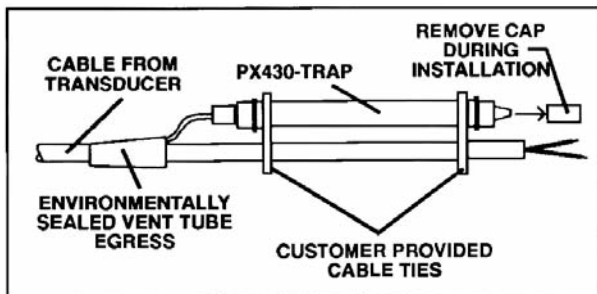 CABLE FROM
TRANSDUCER
PX430-TRAP
REMOVE CAP
DURING
INSTALLATION
ENVIRONMENTALLY
SEALED VENT TUBE
EGRESS
CUSTOMER PROVIDED
CABLE TIES